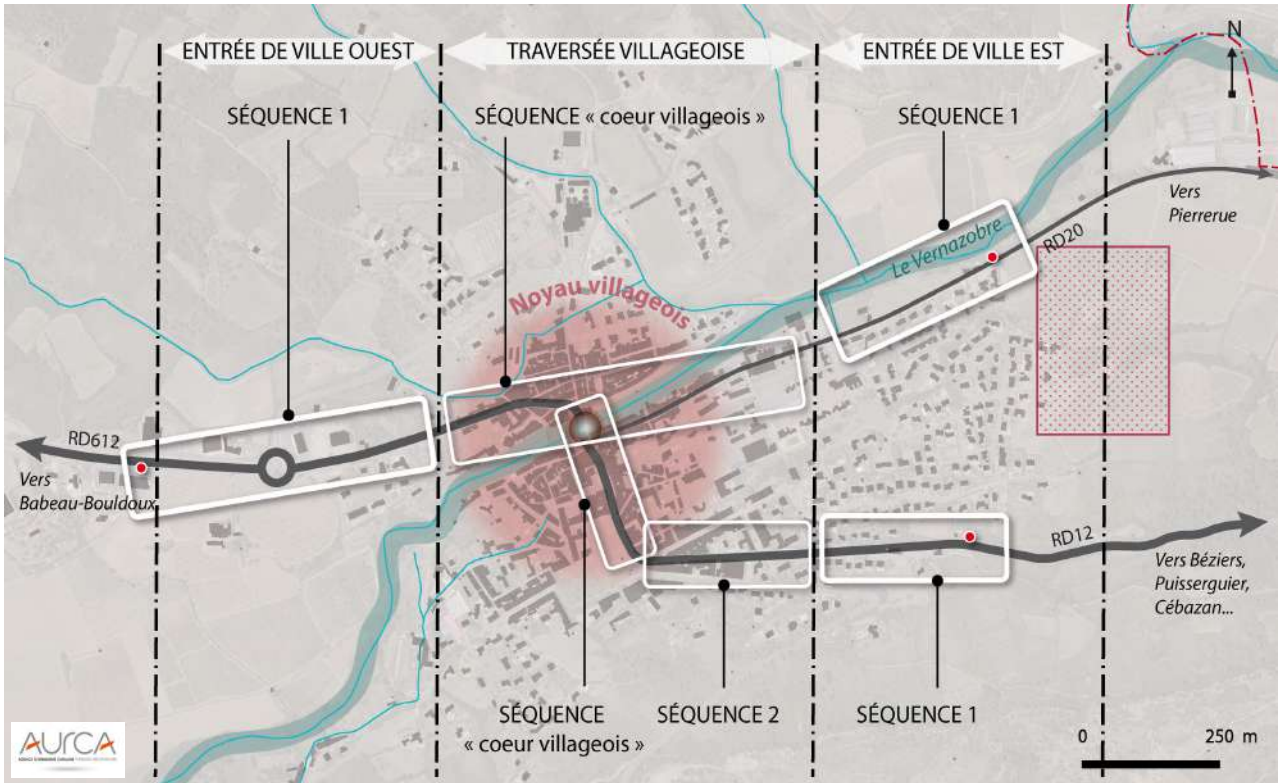 ENTRÉE DE VILLE OUEST
TRAVERSÉE VILLAGEOISE
ENTRÉE DE VILLE EST
N
SÉQUENCE 1
SÉQUENCE « coeur villageois »
SÉQUENCE 1
Vers
Pierrerue
Le Vernazobre
RD20
Noyau villageois
RD612
Vers
Babeau-Bouldoux
RD12
Vers Béziers,
Puisserguier,
Cébazan...
SÉQUENCE
« coeur villageois »
SÉQUENCE 2
SÉQUENCE 1
0 250 m
AURCA